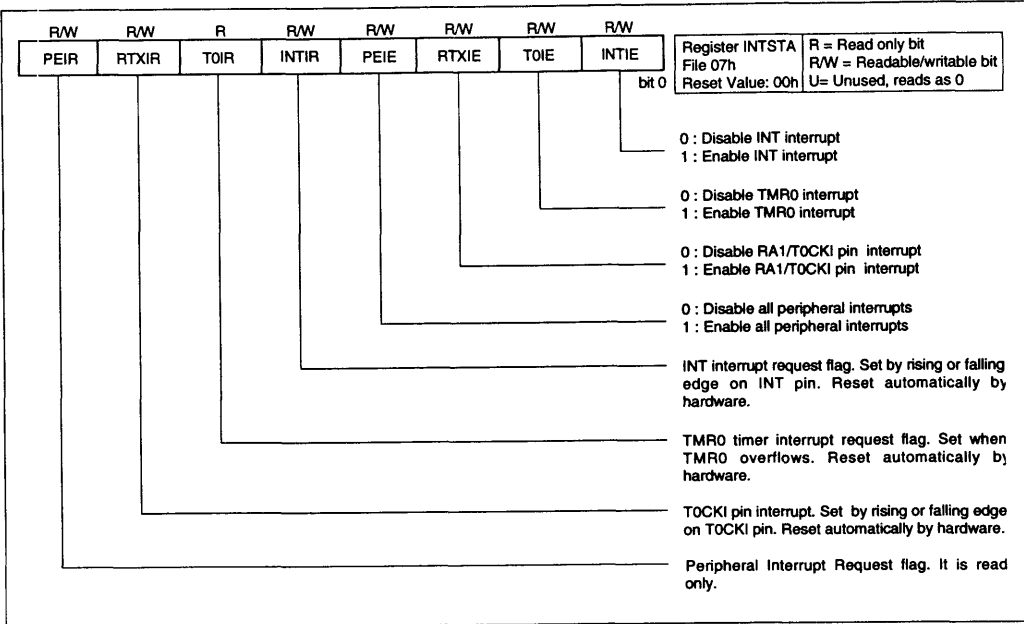 R/W R/W R R/W R/W R/W R/W R/W
PEIR RTXIR T0IR INTIR PEIE RTXIE T0IE INTIE
bit 0
Register INTSTA
File 07h
Reset Value: 00h
R = Read only bit
R/W = Readable/writable bit
U= Unused, reads as 0
0 : Disable INT interrupt
1 : Enable INT interrupt
0 : Disable TMR0 interrupt
1 : Enable TMR0 interrupt
0 : Disable RA1/T0CKI pin interrupt
1 : Enable RA1/T0CKI pin interrupt
0 : Disable all peripheral interrupts
1 : Enable all peripheral interrupts
INT interrupt request flag. Set by rising or falling
edge on INT pin. Reset automatically by
hardware.
TMR0 timer interrupt request flag. Set when
TMR0 overflows. Reset automatically by
hardware.
T0CKI pin interrupt. Set by rising or falling edge
on T0CKI pin. Reset automatically by hardware.
Peripheral Interrupt Request flag. It is read
only.